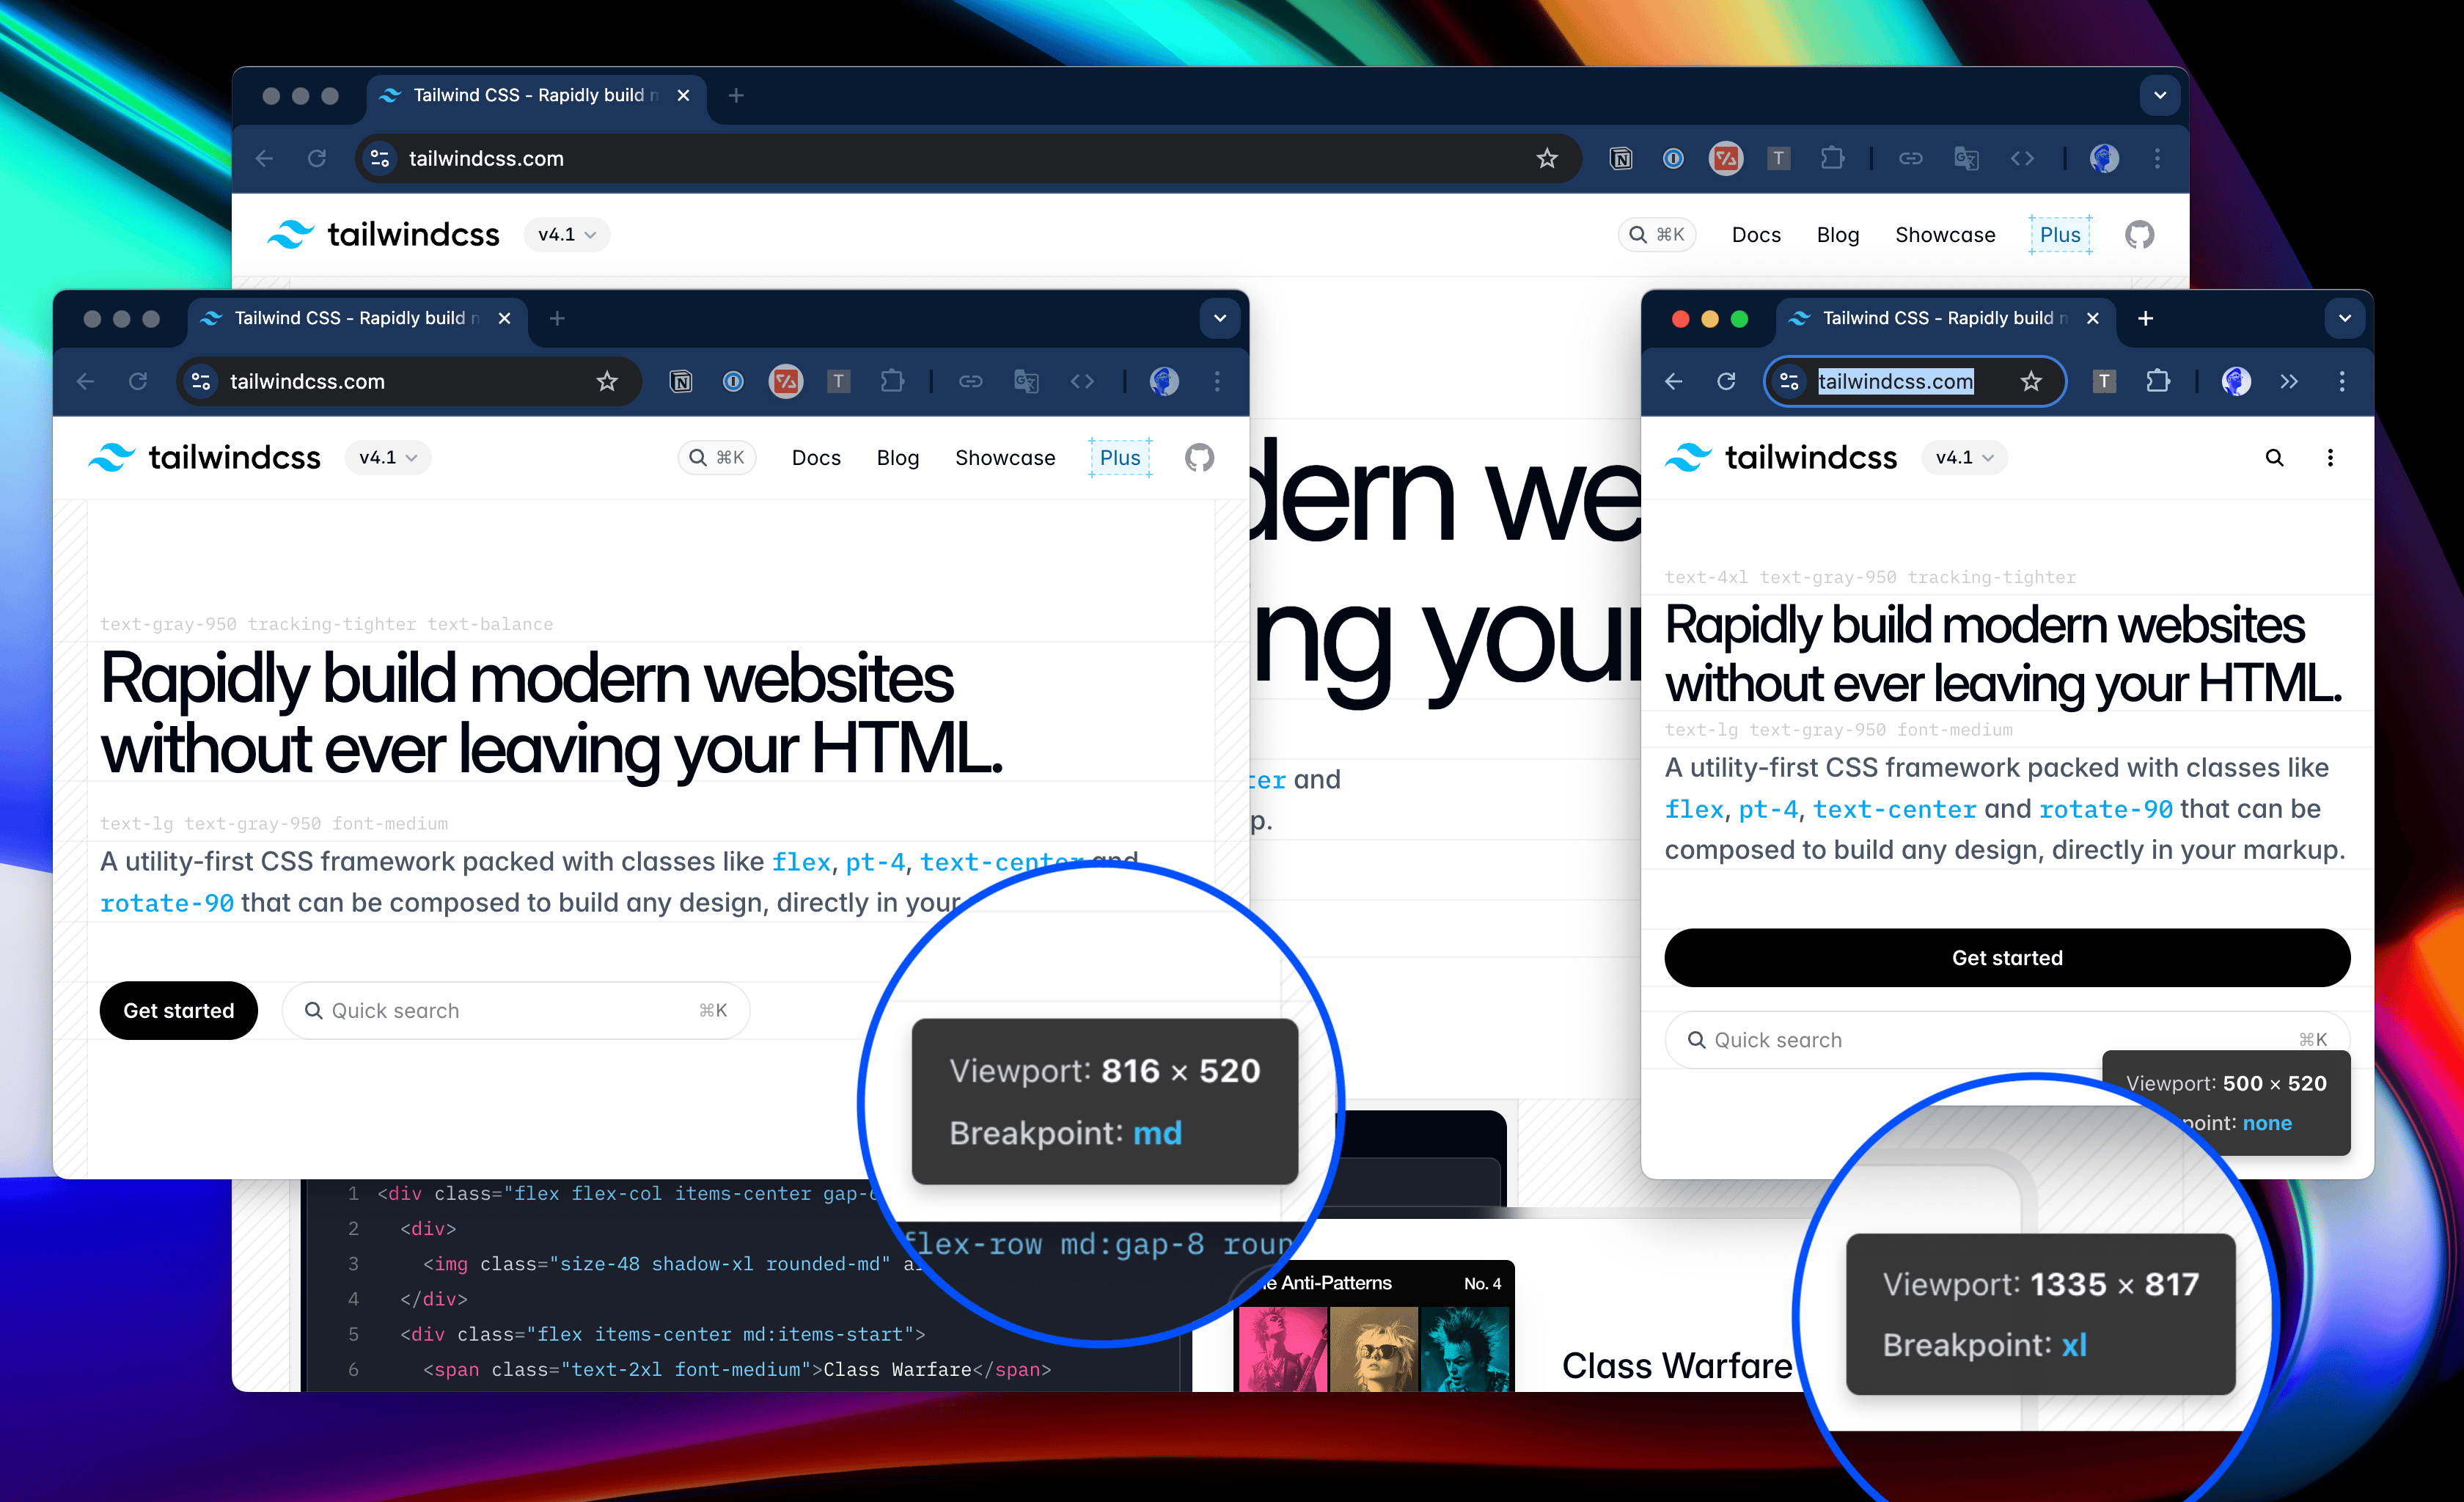 Tailwind CSS - Rapidly build
tailwindcss.com
T
tailwindcss
v4.1
⌘K
Docs
Blog
Showcase
Plus
Tailwind CSS - Rapidly build
tailwindcss.com
T
tailwindcss
v4.1
⌘K
Docs
Blog
Showcase
Plus
text-gray-950 tracking-tighter text-balance
Rapidly build modern websites
without ever leaving your HTML.
text-lg text-gray-950 font-medium
A utility-first CSS framework packed with classes like flex, pt-4, text-center and
rotate-90 that can be composed to build any design, directly in your
Get started
Quick search
⌘K
dern we
ng your
ter and
p.
Tailwind CSS - Rapidly build
tailwindcss.com
T
tailwindcss
v4.1
text-4xl text-gray-950 tracking-tighter
Rapidly build modern websites
without ever leaving your HTML.
text-lg text-gray-950 font-medium
A utility-first CSS framework packed with classes like
flex, pt-4, text-center and rotate-90 that can be
composed to build any design, directly in your markup.
Get started
Quick search
⌘K
Viewport: 500 × 520
point: none
Viewport: 816 × 520
Breakpoint: md
flex-row md:gap-8 roun
1 <div class="flex flex-col items-center gap-6
2 <div>
3 <img class="size-48 shadow-xl rounded-md" al
4 </div>
5 <div class="flex items-center md:items-start">
6 <span class="text-2xl font-medium">Class Warfare</span>
Anti-Patterns
No. 4
Class Warfare
Viewport: 1335 × 817
Breakpoint: xl